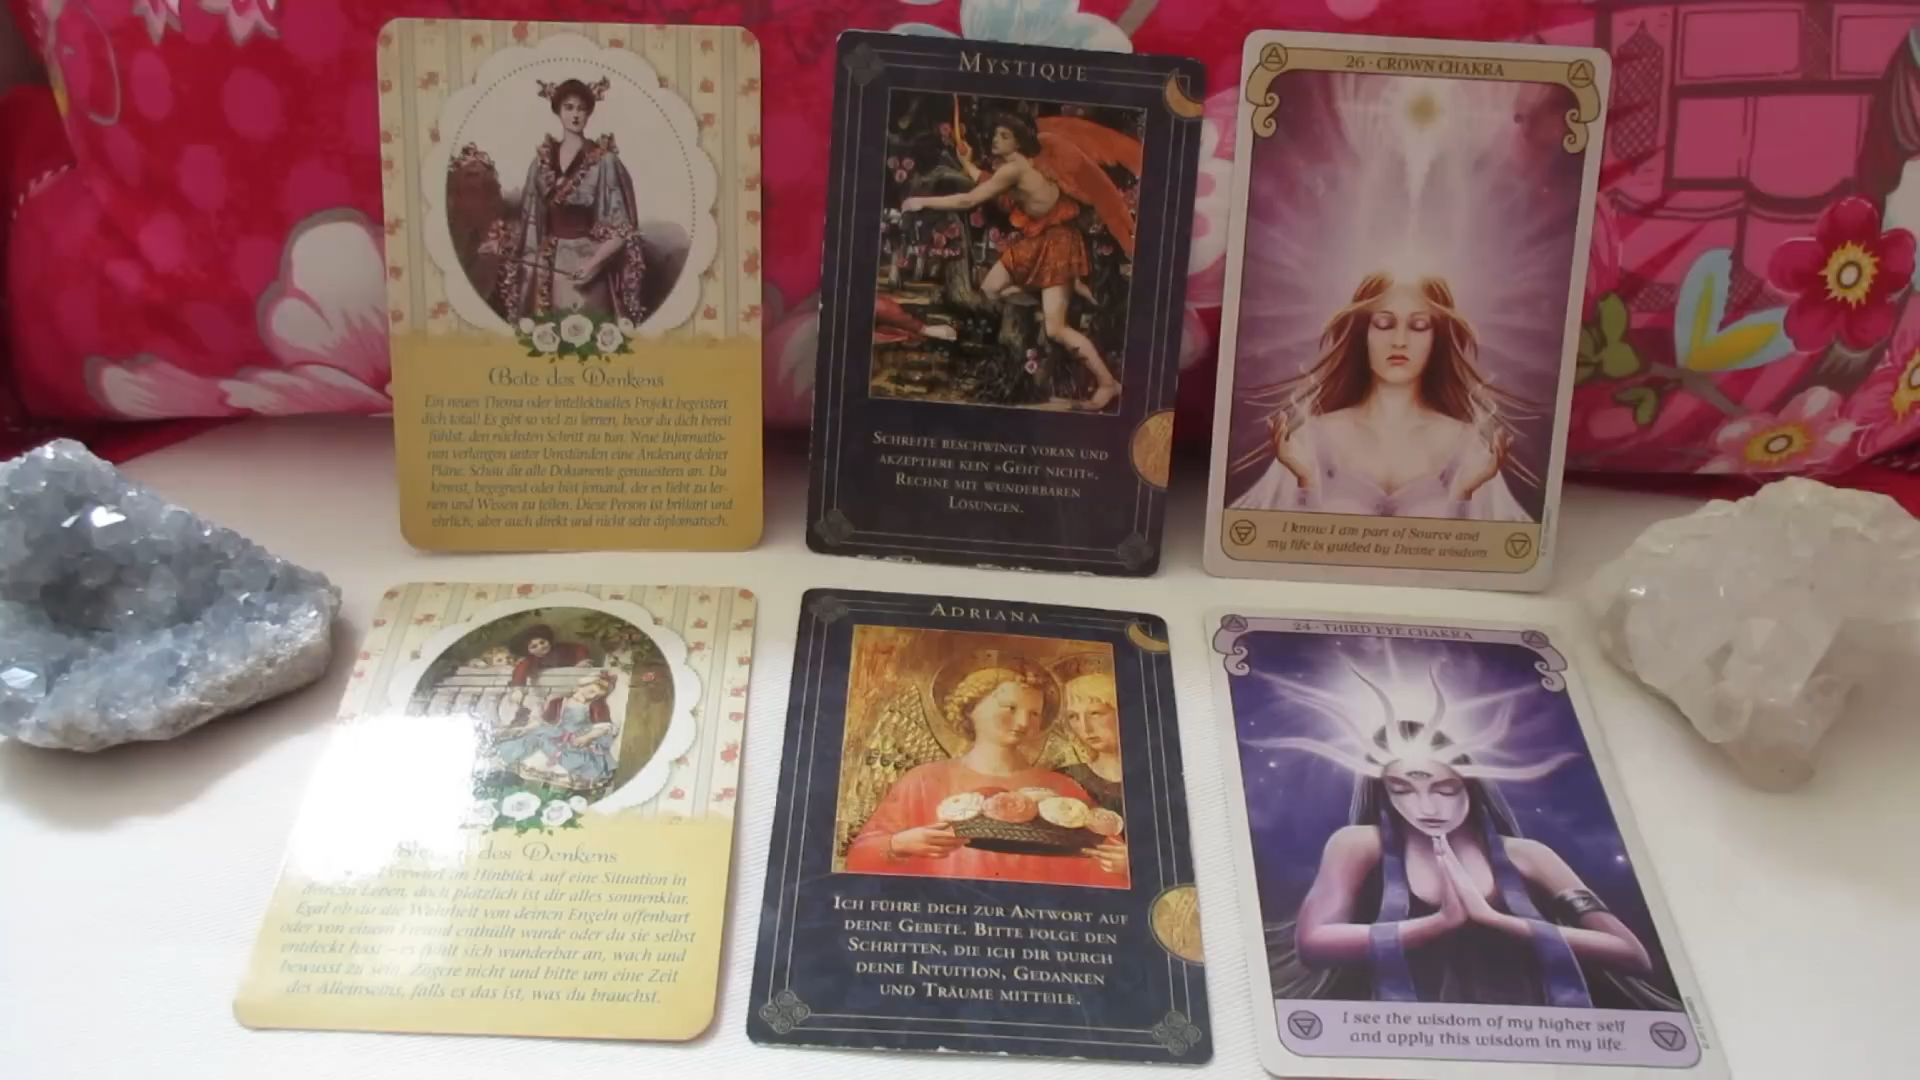 Bote des Denkens
Ein neues Thema oder intellektuelles Projekt begeistert
dich total! Es gibt so viel zu lernen, bevor du dich bereit
fühlst, den nächsten Schritt zu tun. Neue Informatio-
nen verlangen unter Umständen eine Änderung deiner
Pläne. Schau dir alle Dokumente genauestens an. Du
kennst, begegnest oder bist jemand, der es liebt zu ler-
nen und Wissen zu teilen. Diese Person ist brillant und
ehrlich, aber auch direkt und nicht sehr diplomatisch.
MYSTIQUE
SCHREITE BESCHWINGT VORAN UND
AKZEPTIERE KEIN »GEHT NICHT«.
RECHNE MIT WUNDERBAREN
LÖSUNGEN.
26 · CROWN CHAKRA
I know I am part of Source and
my life is guided by Divine wisdom
des Denkens
im Hinblick auf eine Situation in
deinem Leben, doch plötzlich ist dir alles sonnenklar.
Egal ob dir die Wahrheit von deinen Engeln offenbart
oder von einem Freund enthüllt wurde oder du sie selbst
entdeckt hast – es fühlt sich wunderbar an, wach und
bewusst zu sein. Zögere nicht und bitte um eine Zeit
des Alleinseins, falls es das ist, was du brauchst.
ADRIANA
ICH FÜHRE DICH ZUR ANTWORT AUF
DEINE GEBETE. BITTE FOLGE DEN
SCHRITTEN, DIE ICH DIR DURCH
DEINE INTUITION, GEDANKEN
UND TRÄUME MITTEILE.
24 · THIRD EYE CHAKRA
I see the wisdom of my higher self
and apply this wisdom in my life.